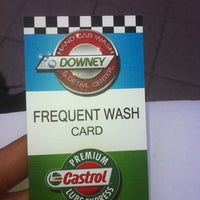 HAND CAR WASH
DOWNEY
& DETAIL CENTER
FREQUENT WASH
CARD
PREMIUM
Castrol
LUBE EXPRESS